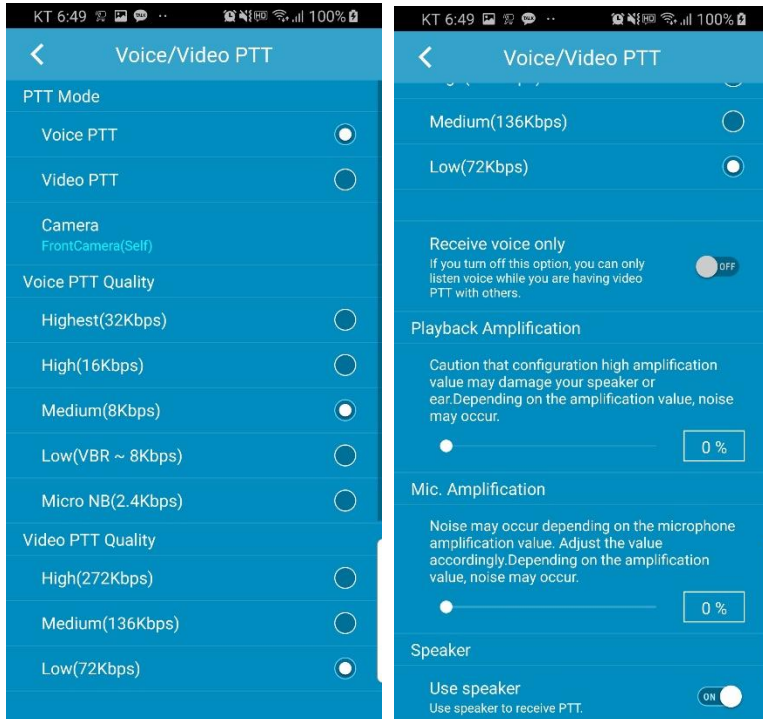 KT 6:49
100%
Voice/Video PTT
PTT Mode
Voice PTT
Video PTT
Camera
FrontCamera(Self)
Voice PTT Quality
Highest(32Kbps)
High(16Kbps)
Medium(8Kbps)
Low(VBR ~ 8Kbps)
Micro NB(2.4Kbps)
Video PTT Quality
High(272Kbps)
Medium(136Kbps)
Low(72Kbps)
KT 6:49
100%
Voice/Video PTT
Medium(136Kbps)
Low(72Kbps)
Receive voice only
If you turn off this option, you can only
listen voice while you are having video
PTT with others.
OFF
Playback Amplification
Caution that configuration high amplification
value may damage your speaker or
ear.Depending on the amplification value, noise
may occur.
0 %
Mic. Amplification
Noise may occur depending on the microphone
amplification value. Adjust the value
accordingly.Depending on the amplification
value, noise may occur.
0 %
Speaker
Use speaker
Use speaker to receive PTT.
ON